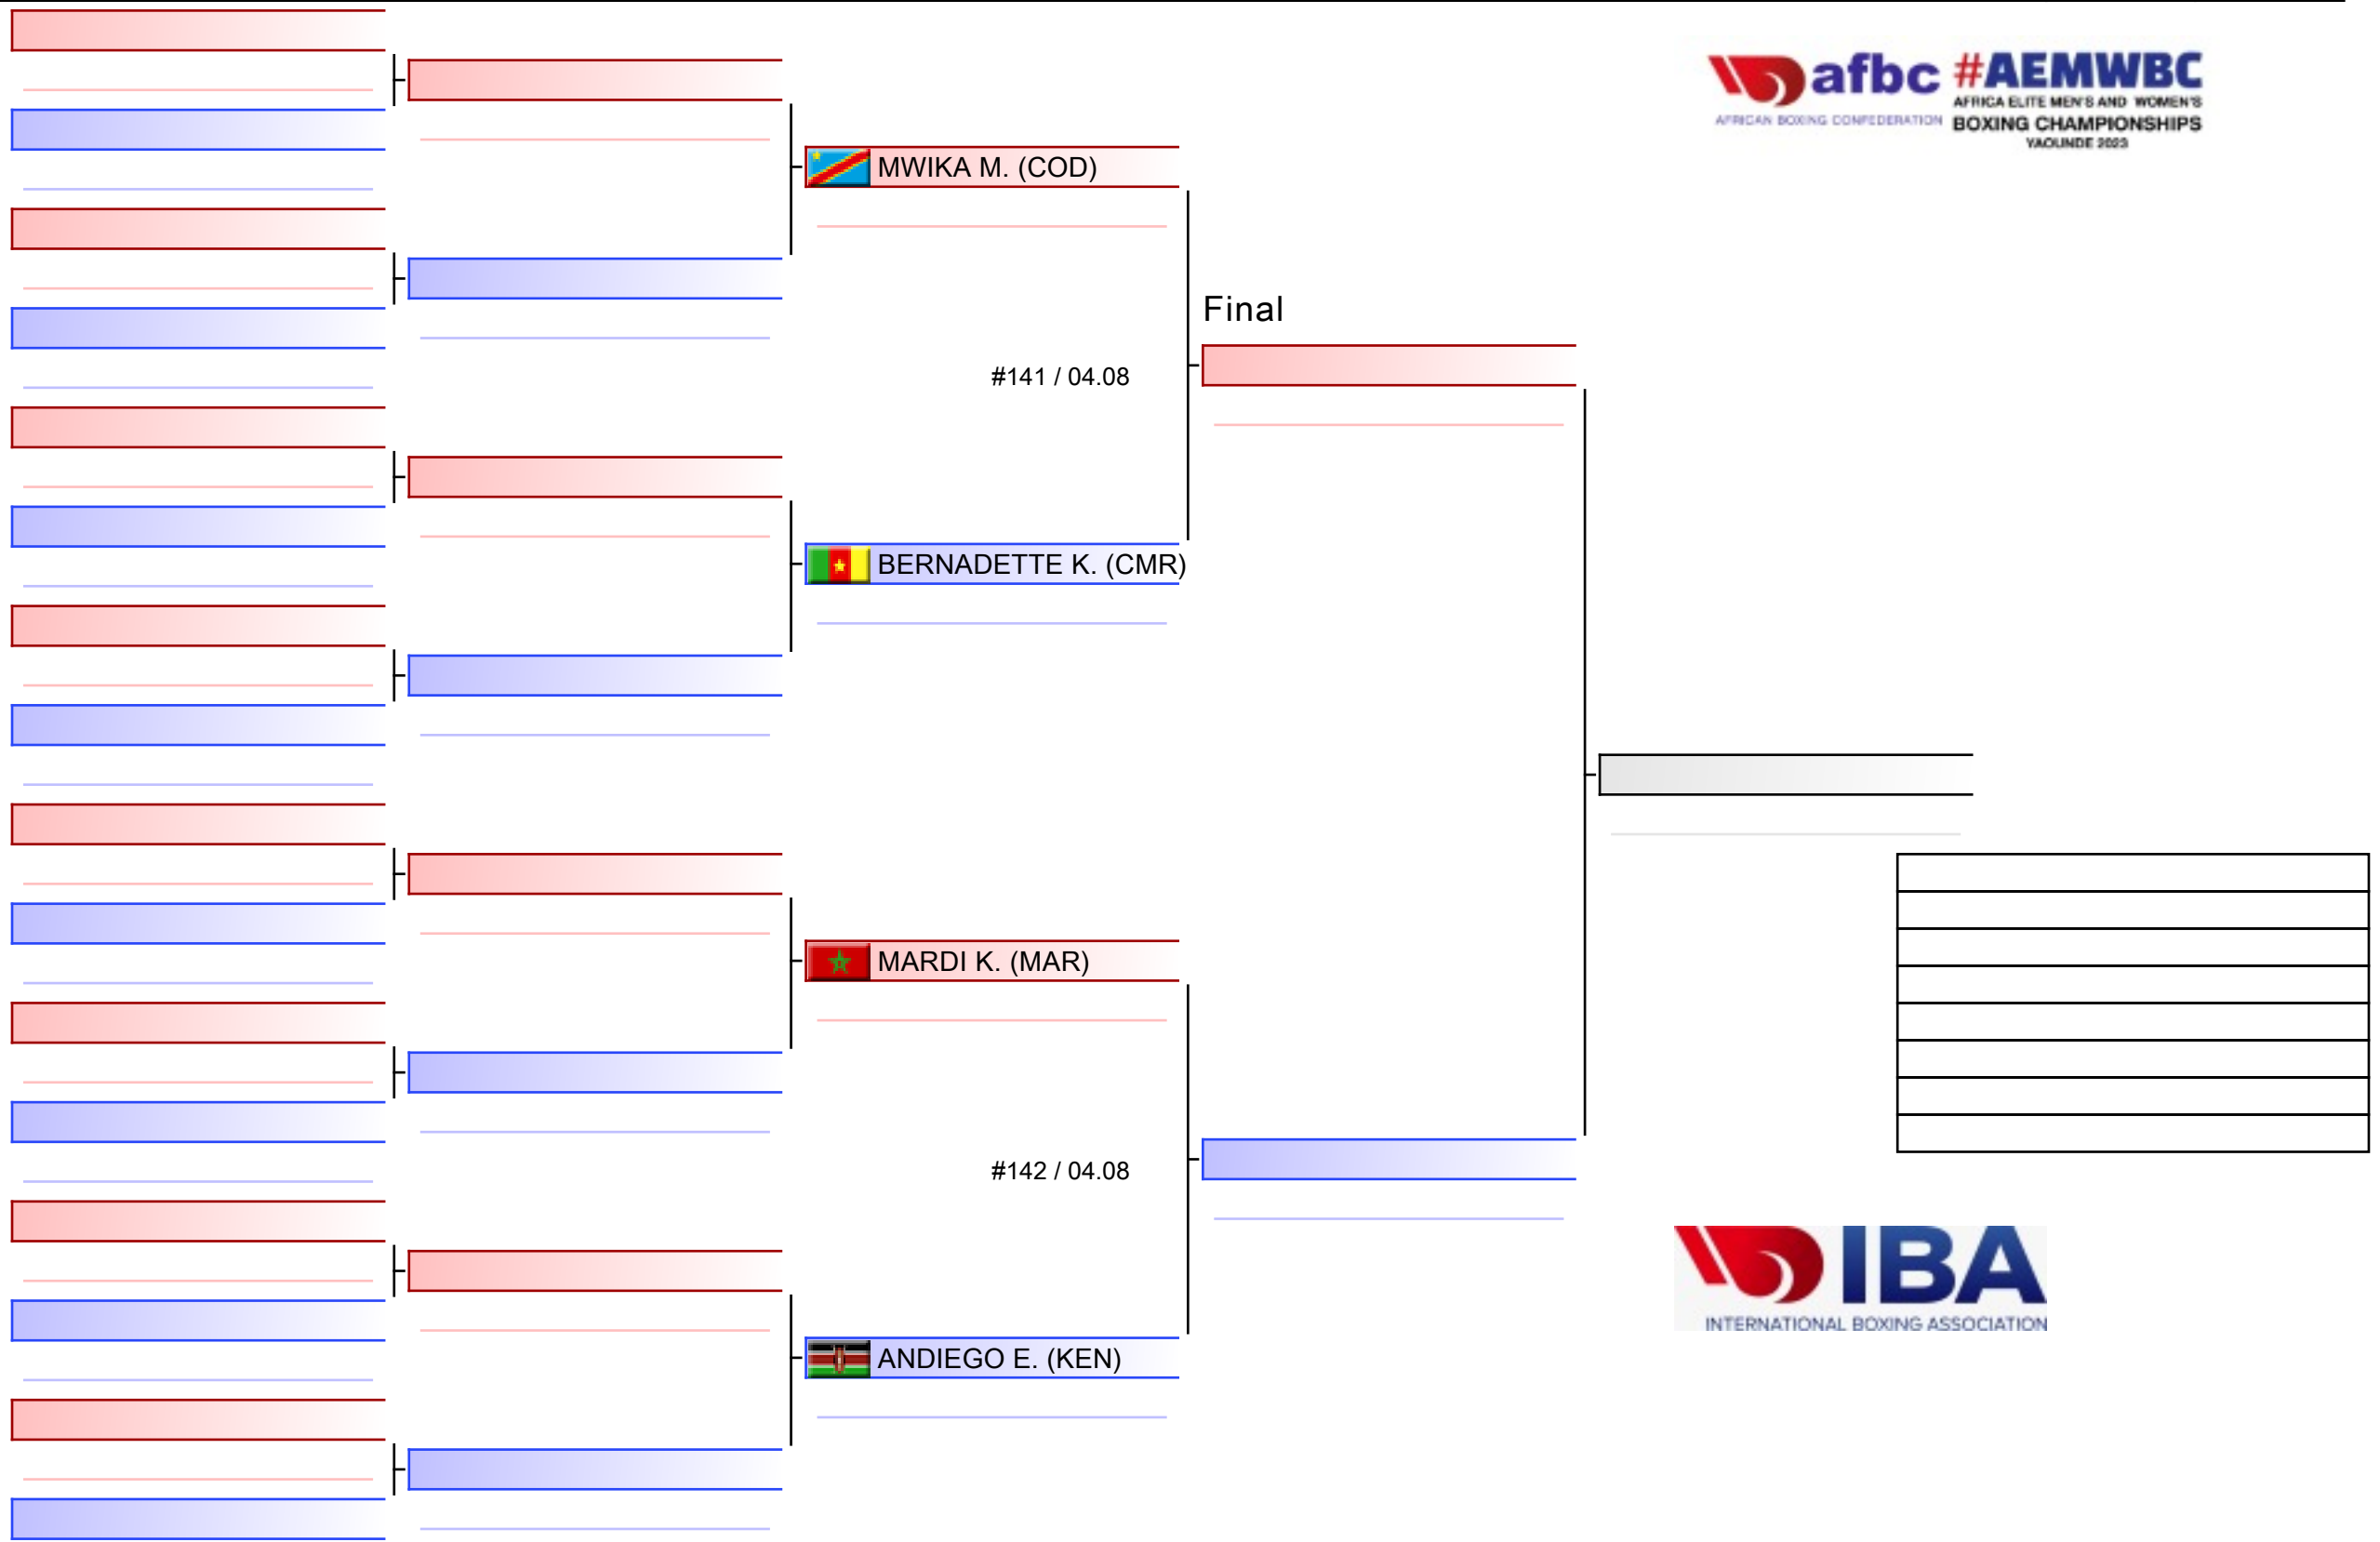 afbc
AFRICAN BOXING CONFEDERATION
#AEMWBC
AFRICA ELITE MEN'S AND WOMEN'S
BOXING CHAMPIONSHIPS
YAOUNDE 2023
MWIKA M. (COD)
Final
#141 / 04.08
BERNADETTE K. (CMR)
MARDI K. (MAR)
#142 / 04.08
ANDIEGO E. (KEN)
IBA
INTERNATIONAL BOXING ASSOCIATION